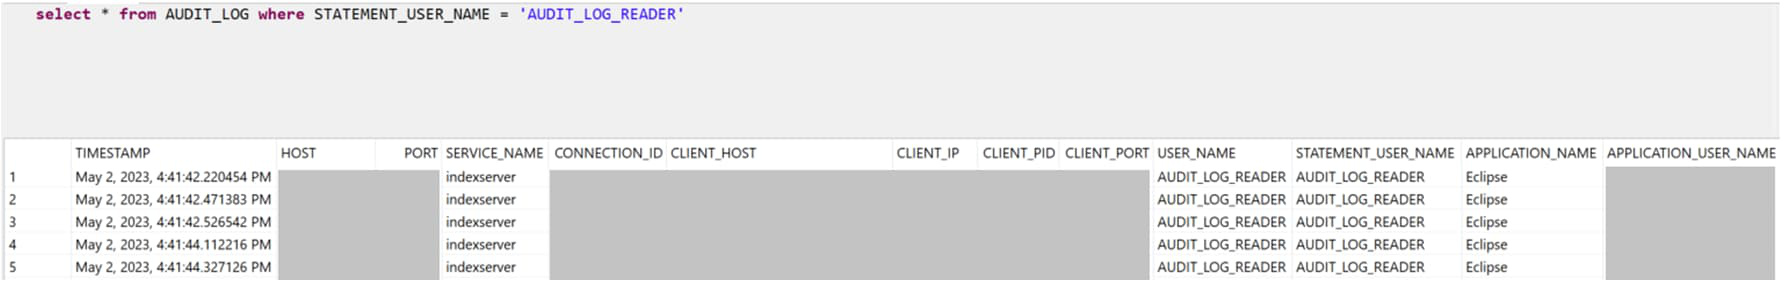 select * from AUDIT_LOG where STATEMENT_USER_NAME = 'AUDIT_LOG_READER'
TIMESTAMP HOST PORT SERVICE_NAME CONNECTION_ID CLIENT_HOST CLIENT_IP CLIENT_PID CLIENT_PORT USER_NAME STATEMENT_USER_NAME APPLICATION_NAME APPLICATION_USER_NAME
1 May 2, 2023, 4:41:42.220454 PM indexserver AUDIT_LOG_READER AUDIT_LOG_READER Eclipse
2 May 2, 2023, 4:41:42.471383 PM indexserver AUDIT_LOG_READER AUDIT_LOG_READER Eclipse
3 May 2, 2023, 4:41:42.526542 PM indexserver AUDIT_LOG_READER AUDIT_LOG_READER Eclipse
4 May 2, 2023, 4:41:44.112216 PM indexserver AUDIT_LOG_READER AUDIT_LOG_READER Eclipse
5 May 2, 2023, 4:41:44.327126 PM indexserver AUDIT_LOG_READER AUDIT_LOG_READER Eclipse